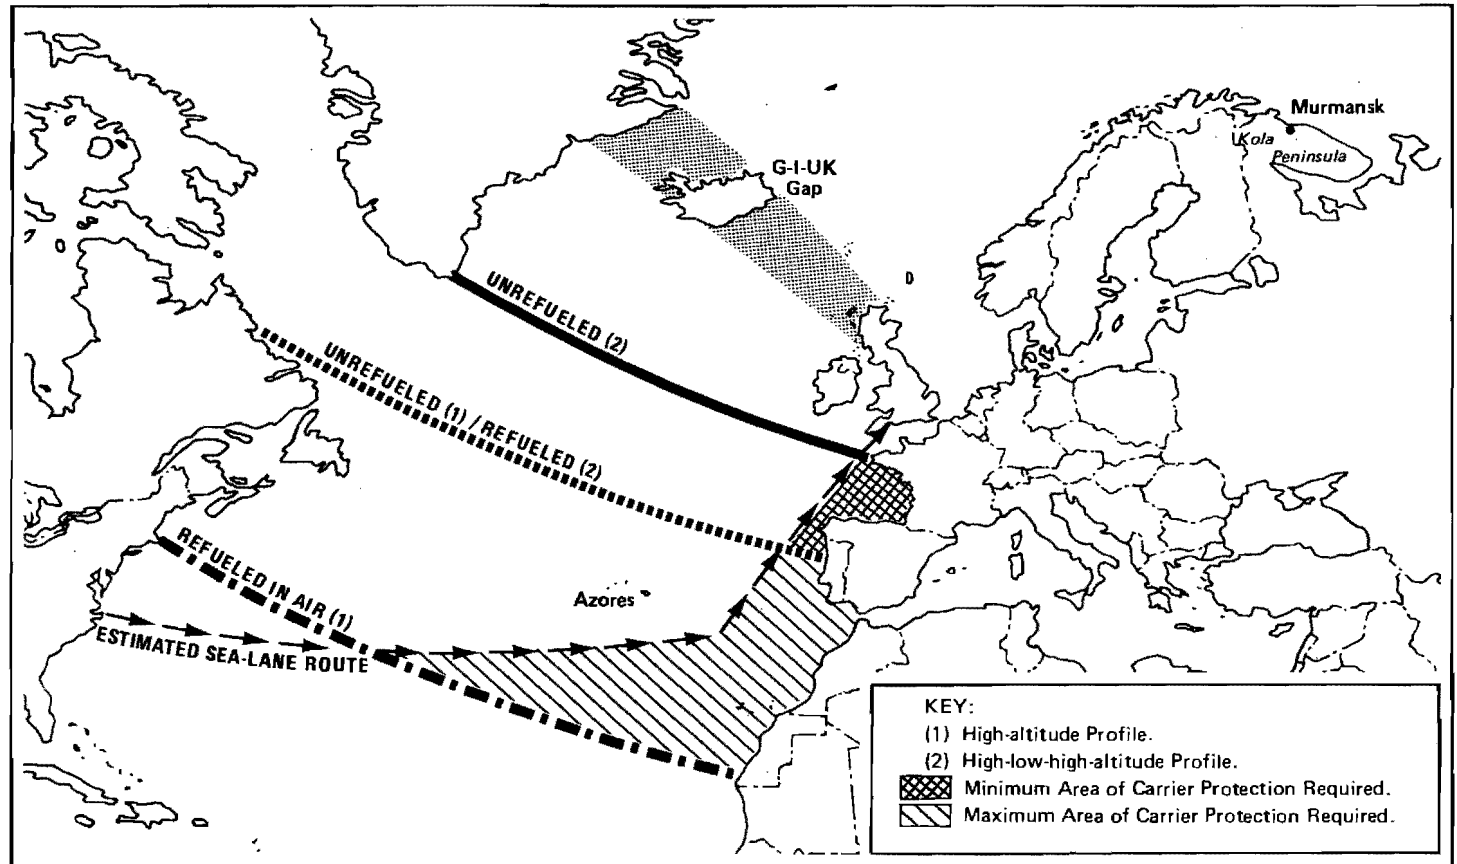 Murmansk
Kola
Peninsula
G-I-UK
Gap
UNREFUELED (2)
UNREFUELED (1) / REFUELED (2)
REFUELED IN AIR (1)
Azores
ESTIMATED SEA-LANE ROUTE
KEY:
(1) High-altitude Profile.
(2) High-low-high-altitude Profile.
Minimum Area of Carrier Protection Required.
Maximum Area of Carrier Protection Required.